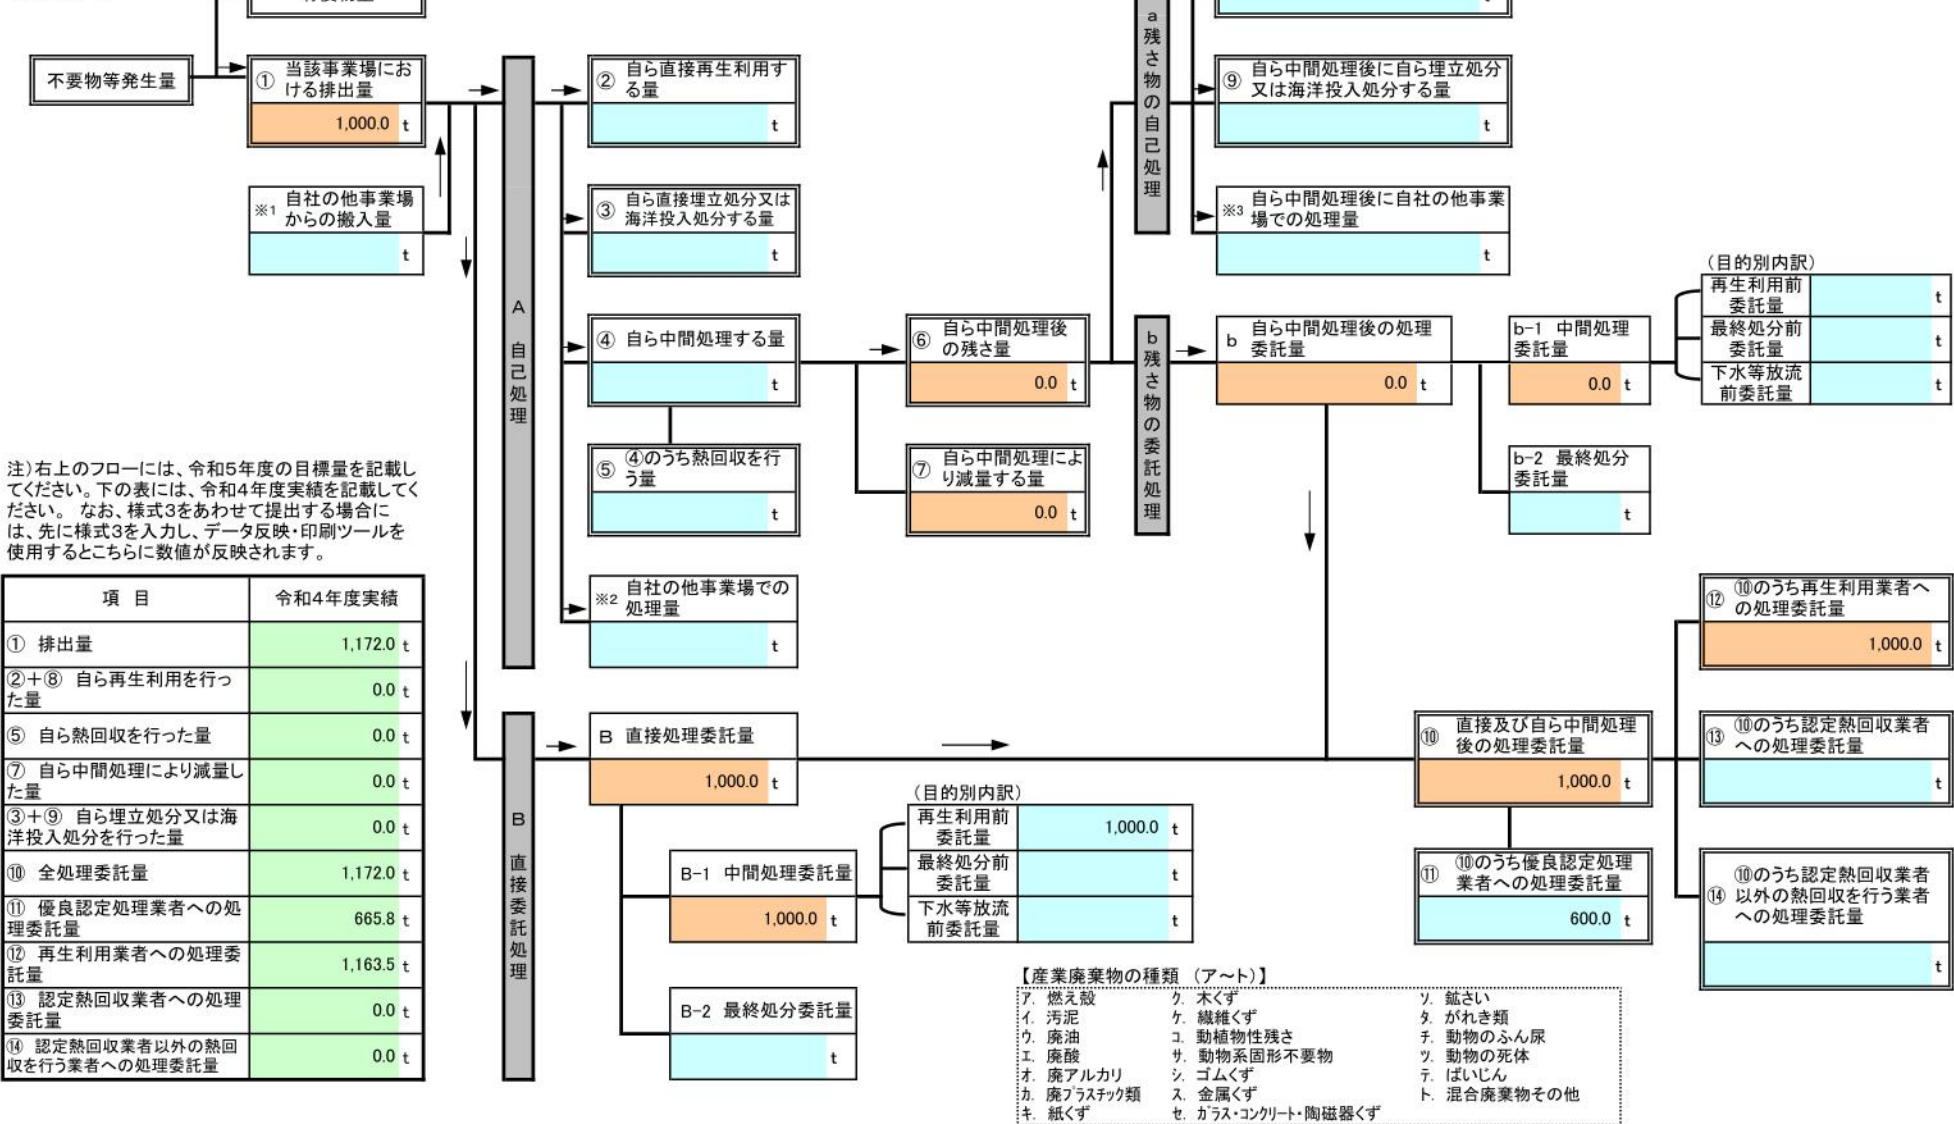 不要物等発生量
① 当該事業場にお
ける排出量
1,000.0 t
※1 自社の他事業場
からの搬入量
t
A 自己処理
② 自ら直接再生利用す
る量
t
③ 自ら直接埋立処分又は
海洋投入処分する量
t
④ 自ら中間処理する量
t
⑤ ④のうち熱回収を行
う量
t
※2 自社の他事業場での
処理量
t
⑥ 自ら中間処理後
の残さ量
0.0 t
⑦ 自ら中間処理によ
り減量する量
0.0 t
a 残さ物の自己処理
⑨ 自ら中間処理後に自ら埋立処分
又は海洋投入処分する量
t
※3 自ら中間処理後に自社の他事業
場での処理量
t
b 残さ物の委託処理
b 自ら中間処理後の処理
委託量
0.0 t
b-1 中間処理
委託量
0.0 t
(目的別内訳)
再生利用前
委託量
t
最終処分前
委託量
t
下水等放流
前委託量
t
b-2 最終処分
委託量
t
注)右上のフローには、令和5年度の目標量を記載し
てください。下の表には、令和4年度実績を記載してく
ださい。 なお、様式3をあわせて提出する場合に
は、先に様式3を入力し、データ反映・印刷ツールを
使用するとこちらに数値が反映されます。
項 目 令和4年度実績
① 排出量 1,172.0 t
②+⑧ 自ら再生利用を行っ
た量 0.0 t
⑤ 自ら熱回収を行った量 0.0 t
⑦ 自ら中間処理により減量し
た量 0.0 t
③+⑨ 自ら埋立処分又は海
洋投入処分を行った量 0.0 t
⑩ 全処理委託量 1,172.0 t
⑪ 優良認定処理業者への処
理委託量 665.8 t
⑫ 再生利用業者への処理委
託量 1,163.5 t
⑬ 認定熱回収業者への処理
委託量 0.0 t
⑭ 認定熱回収業者以外の熱回
収を行う業者への処理委託量 0.0 t
B 直接委託処理
B 直接処理委託量
1,000.0 t
B-1 中間処理委託量
1,000.0 t
(目的別内訳)
再生利用前
委託量
1,000.0 t
最終処分前
委託量
t
下水等放流
前委託量
t
B-2 最終処分委託量
t
⑩ 直接及び自ら中間処理
後の処理委託量
1,000.0 t
⑪ ⑩のうち優良認定処理
業者への処理委託量
600.0 t
⑫ ⑩のうち再生利用業者へ
の処理委託量
1,000.0 t
⑬ ⑩のうち認定熱回収業者
への処理委託量
t
⑭ ⑩のうち認定熱回収業者
以外の熱回収を行う業者
への処理委託量
t
【産業廃棄物の種類 (ア~ト)】
ア. 燃え殻 ク. 木くず ソ. 鉱さい
イ. 汚泥 ケ. 繊維くず タ. がれき類
ウ. 廃油 コ. 動植物性残さ チ. 動物のふん尿
エ. 廃酸 サ. 動物系固形不要物 ツ. 動物の死体
オ. 廃アルカリ シ. ゴムくず テ. ばいじん
カ. 廃プラスチック類 ス. 金属くず ト. 混合廃棄物その他
キ. 紙くず セ. ガラス・コンクリート・陶磁器くず